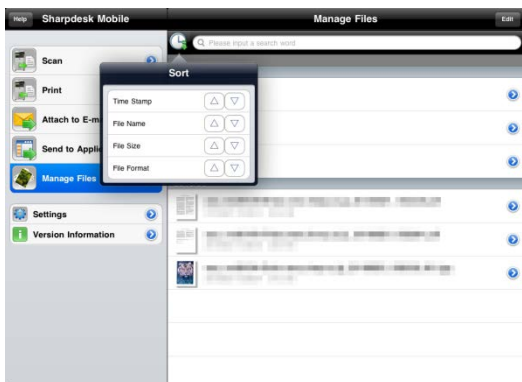 Help
Sharpdesk Mobile
Manage Files
Edit
Please input a search word
Scan
Print
Attach to E-m
Send to Applic
Manage Files
Settings
Version Information
Sort
Time Stamp
File Name
File Size
File Format